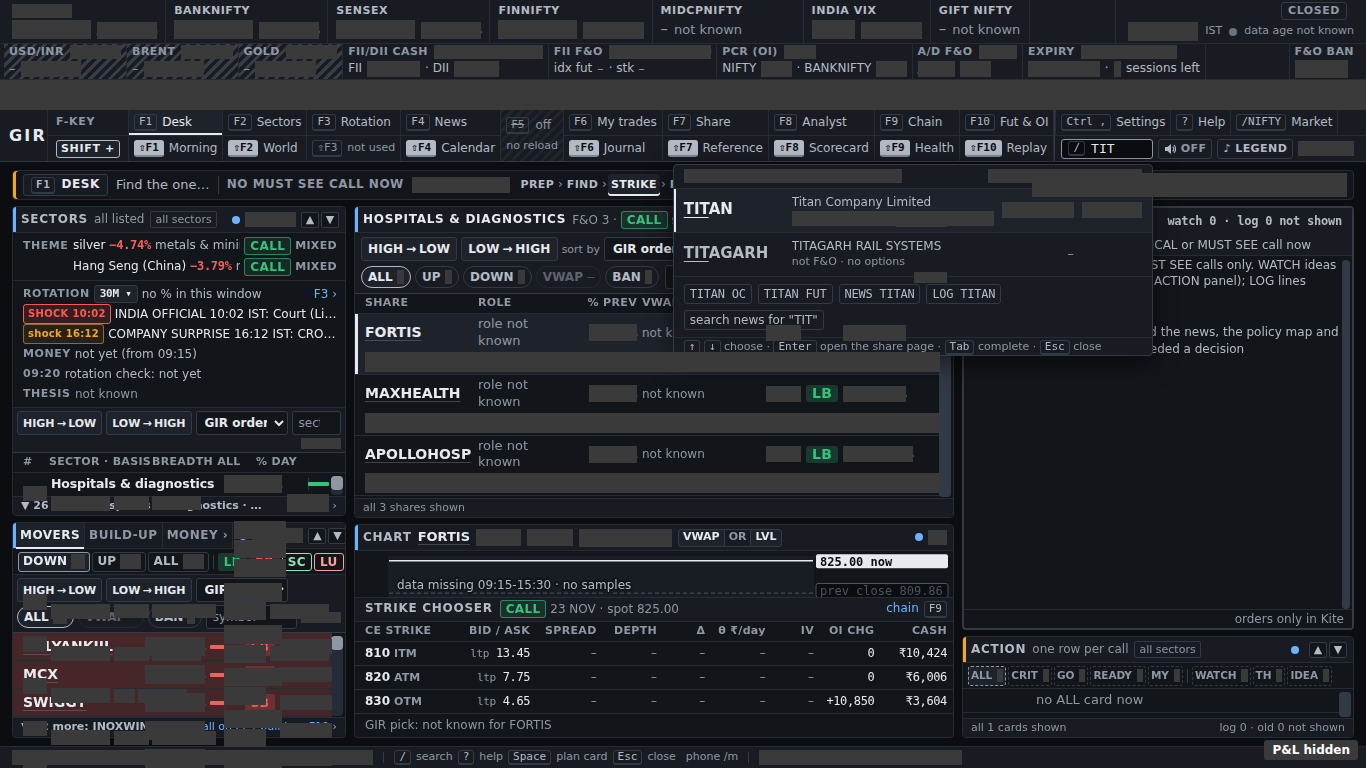 BANKNIFTY SENSEX FINNIFTY MIDCPNIFTY INDIA VIX GIFT NIFTY CLOSED
– not known – not known IST data age not known
USD/INR BRENT GOLD FII/DII CASH FII F&O PCR (OI) A/D F&O EXPIRY F&O BAN
– – – FII · DII idx fut – · stk – NIFTY · BANKNIFTY · sessions left
GIR F-KEY F1 Desk F2 Sectors F3 Rotation F4 News F5 off F6 My trades F7 Share F8 Analyst F9 Chain F10 Fut & OI Ctrl , Settings ? Help /NIFTY Market
SHIFT + ⇧F1 Morning ⇧F2 World ⇧F3 not used ⇧F4 Calendar no reload ⇧F6 Journal ⇧F7 Reference ⇧F8 Scorecard ⇧F9 Health ⇧F10 Replay / TIT OFF ♪ LEGEND
F1 DESK Find the one… NO MUST SEE CALL NOW PREP › FIND › STRIKE ›
TITAN Titan Company Limited
TITAGARH TITAGARH RAIL SYSTEMS –
not F&O · no options
TITAN OC TITAN FUT NEWS TITAN LOG TITAN
search news for "TIT"
↑ ↓ choose · Enter open the share page · Tab complete · Esc close
SECTORS all listed all sectors ▲ ▼
THEME silver −4.74% metals & mini CALL MIXED
Hang Seng (China) −3.79% CALL MIXED
ROTATION 30M ▾ no % in this window F3 ›
SHOCK 10:02 INDIA OFFICIAL 10:02 IST: Court (Li…
shock 16:12 COMPANY SURPRISE 16:12 IST: CRO…
MONEY not yet (from 09:15)
09:20 rotation check: not yet
THESIS not known
HIGH→LOW LOW→HIGH GIR order
# SECTOR · BASIS BREADTH ALL % DAY
Hospitals & diagnostics
▼ 26
MOVERS BUILD-UP MONEY › ▲ ▼
DOWN UP ALL LU
HIGH→LOW LOW→HIGH
ALL
MCX
SWIGGY
HOSPITALS & DIAGNOSTICS F&O 3 · CALL
HIGH→LOW LOW→HIGH sort by GIR order
ALL UP DOWN VWAP – BAN
SHARE ROLE % PREV
FORTIS role not known
MAXHEALTH role not known not known LB
APOLLOHOSP role not known not known LB
all 3 shares shown
CHART FORTIS VWAP OR LVL
825.00 now
data missing 09:15-15:30 · no samples
prev close 809.86
STRIKE CHOOSER CALL 23 NOV · spot 825.00 chain F9
CE STRIKE BID / ASK SPREAD DEPTH Δ θ ₹/day IV OI CHG CASH
810 ITM ltp 13.45 – – – – – 0 ₹10,424
820 ATM ltp 7.75 – – – – – 0 ₹6,006
830 OTM ltp 4.65 – – – – – +10,850 ₹3,604
GIR pick: not known for FORTIS
watch 0 · log 0 not shown
MUST SEE call now
SEE calls only. WATCH ideas
ACTION panel); LOG lines
the news, the policy map and
a decision
orders only in Kite
ACTION one row per call all sectors ▲ ▼
ALL CRIT GO READY MY WATCH TH IDEA
no ALL card now
all 1 cards shown log 0 · old 0 not shown
/ search ? help Space plan card Esc close phone /m
P&L hidden